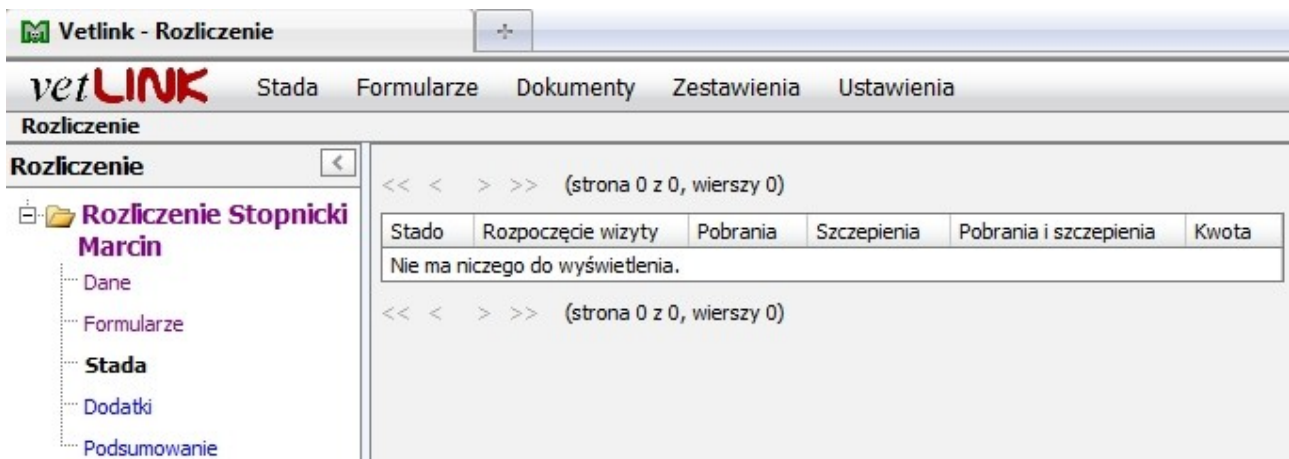 Vetlink - Rozliczenie
vetLINK Stada Formularze Dokumenty Zestawienia Ustawienia
Rozliczenie
Rozliczenie <
<< < > >> (strona 0 z 0, wierszy 0)
Rozliczenie Stopnicki
Marcin
Stado Rozpoczęcie wizyty Pobrania Szczepienia Pobrania i szczepienia Kwota
Nie ma niczego do wyświetlenia.
Dane
<< < > >> (strona 0 z 0, wierszy 0)
Formularze
Stada
Dodatki
Podsumowanie